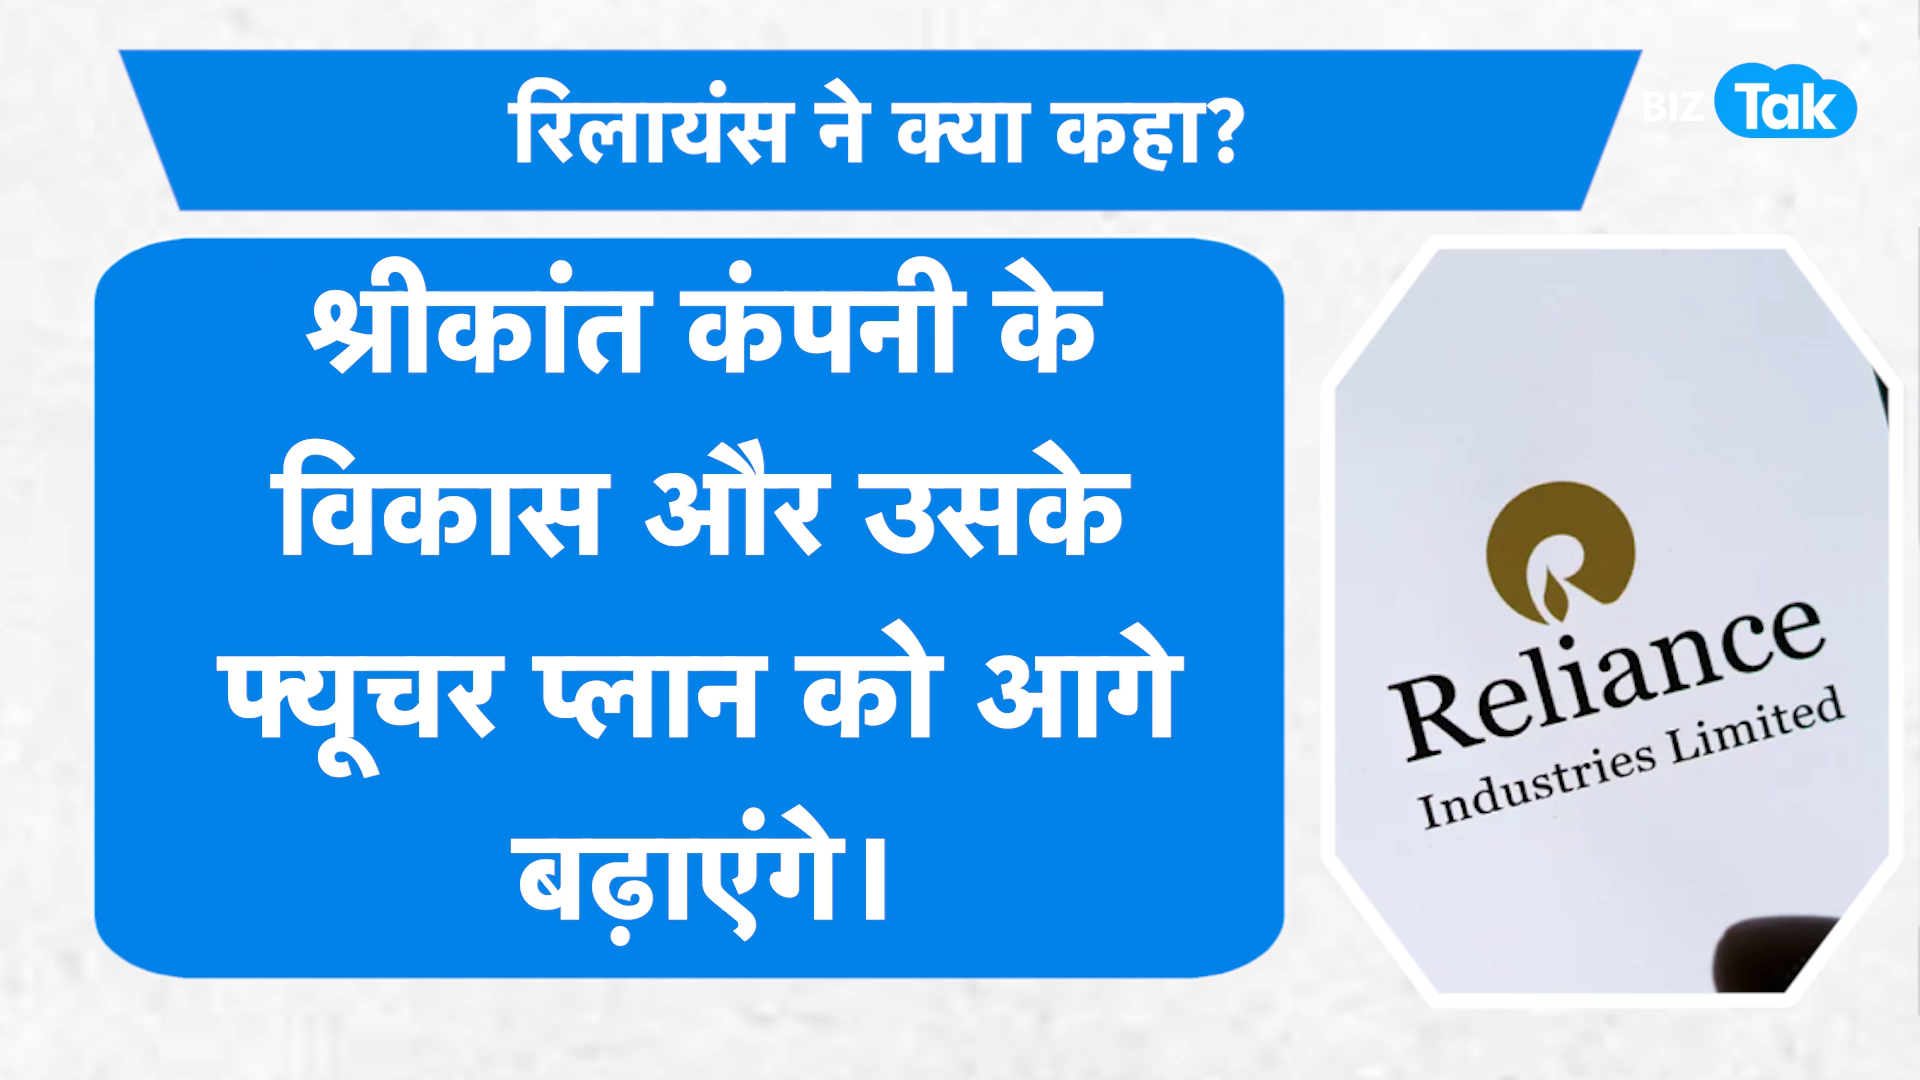 रिलायंस ने क्या कहा?
BIZ Tak
श्रीकांत कंपनी के
विकास और उसके
फ्यूचर प्लान को आगे
बढ़ाएंगे।
Reliance
Industries Limited